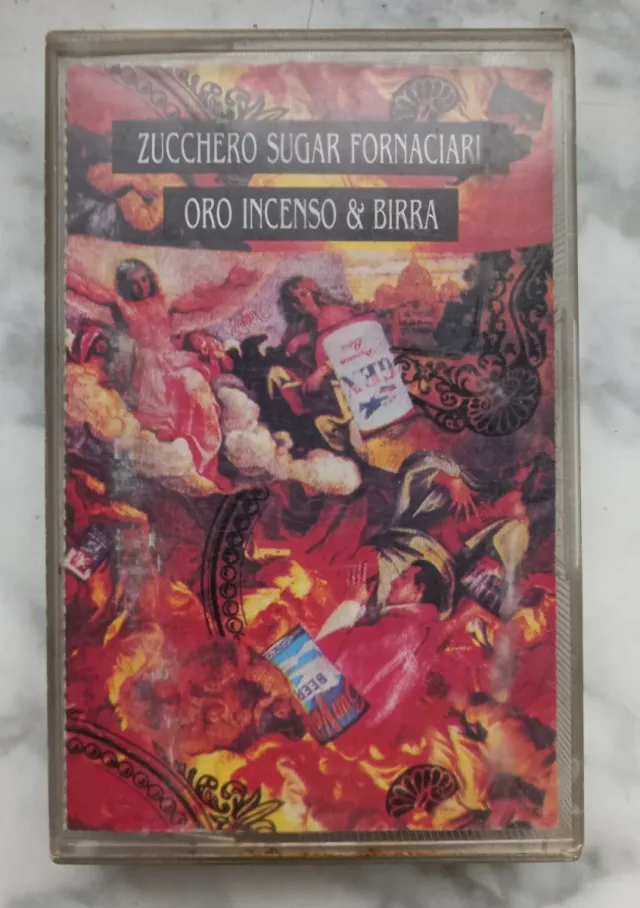 ZUCCHERO SUGAR FORNACIARI
ORO INCENSO & BIRRA
BEER